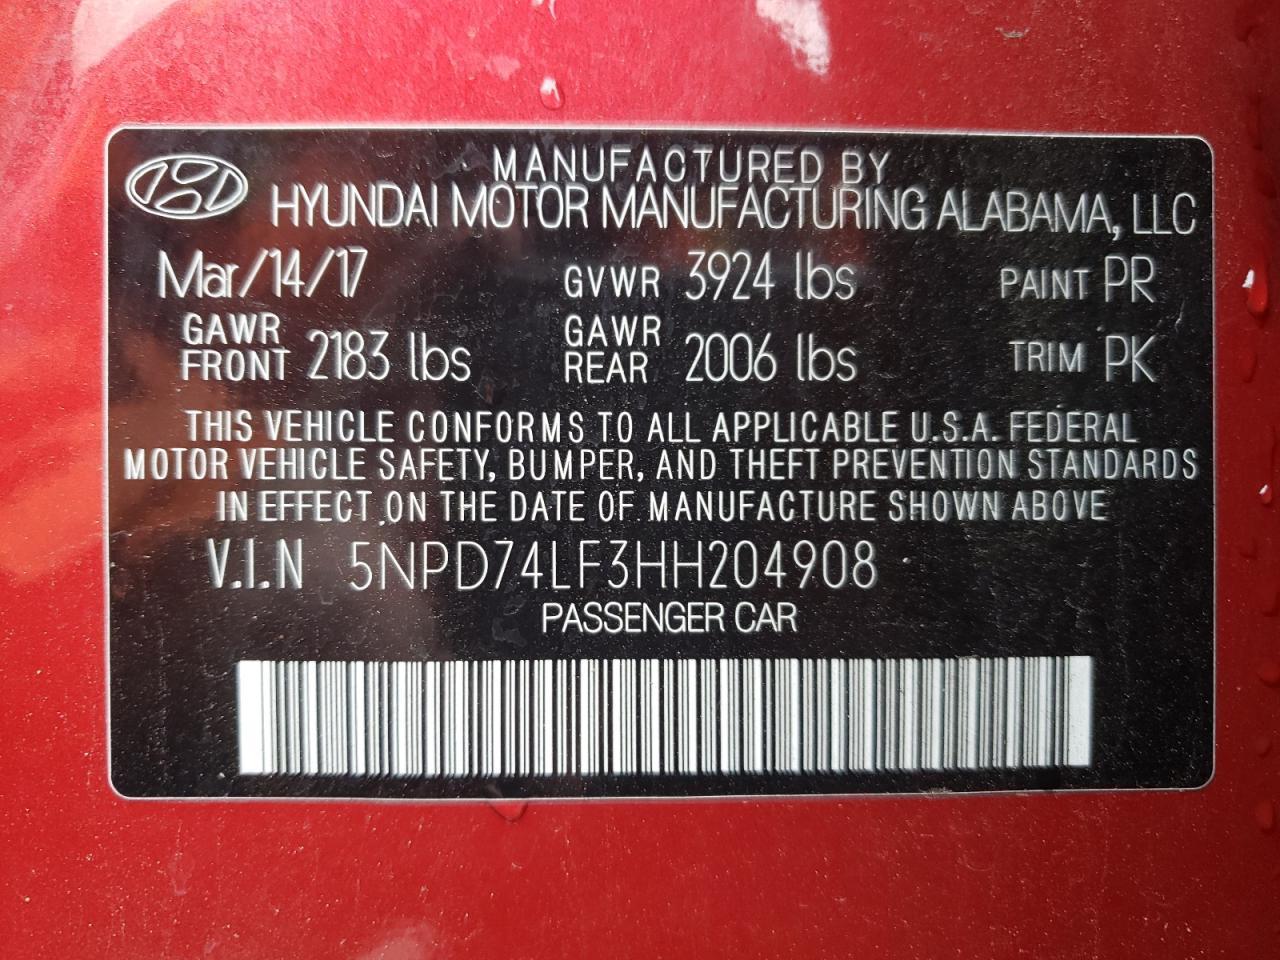 MANUFACTURED BY
HYUNDAI MOTOR MANUFACTURING ALABAMA, LLC
Mar/14/17 GVWR 3924 lbs PAINT PR
GAWR FRONT 2183 lbs GAWR REAR 2006 lbs TRIM PK
THIS VEHICLE CONFORMS TO ALL APPLICABLE U.S.A. FEDERAL
MOTOR VEHICLE SAFETY, BUMPER, AND THEFT PREVENTION STANDARDS
IN EFFECT ON THE DATE OF MANUFACTURE SHOWN ABOVE
V.I.N 5NPD74LF3HH204908
PASSENGER CAR